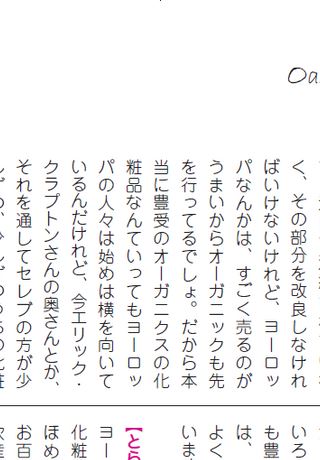 Oa
く、その部分を改良しなけれ
ばいけないけれど、ヨーロッ
パなんかは、すごく売るのが
うまいからオーガニックも先
を行ってるでしょ。だから本
当に豊受のオーガニクスの化
粧品なんていってもヨーロッ
パの人々は始めは横を向いて
いるんだけれど、今エリック・
クラプトンさんの奥さんとか、
それを通してセレブの方が少
いろ
も豊
は、
よく
いま
【とら
ヨー
化粧
ほめ
お百